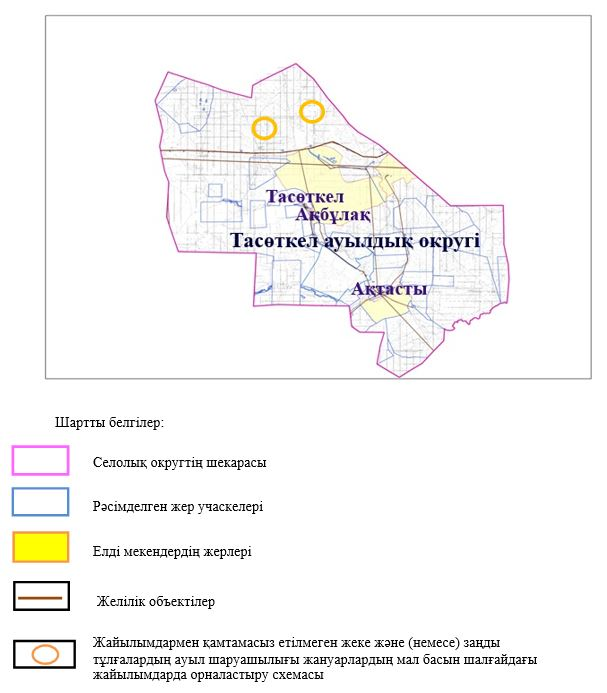 Тасөткел
Ақбұлақ
Тасөткел ауылдық округі
Ақтасты
Шартты белгілер:
Селолық округтің шекарасы
Рәсімделген жер учаскелері
Елді мекендердің жерлері
Желілік объектілер
Жайылымдармен қамтамасыз етілмеген жеке және (немесе) заңды
тұлғалардың ауыл шаруашылығы жануарлардың мал басын шалғайдағы
жайылымдарда орналастыру схемасы